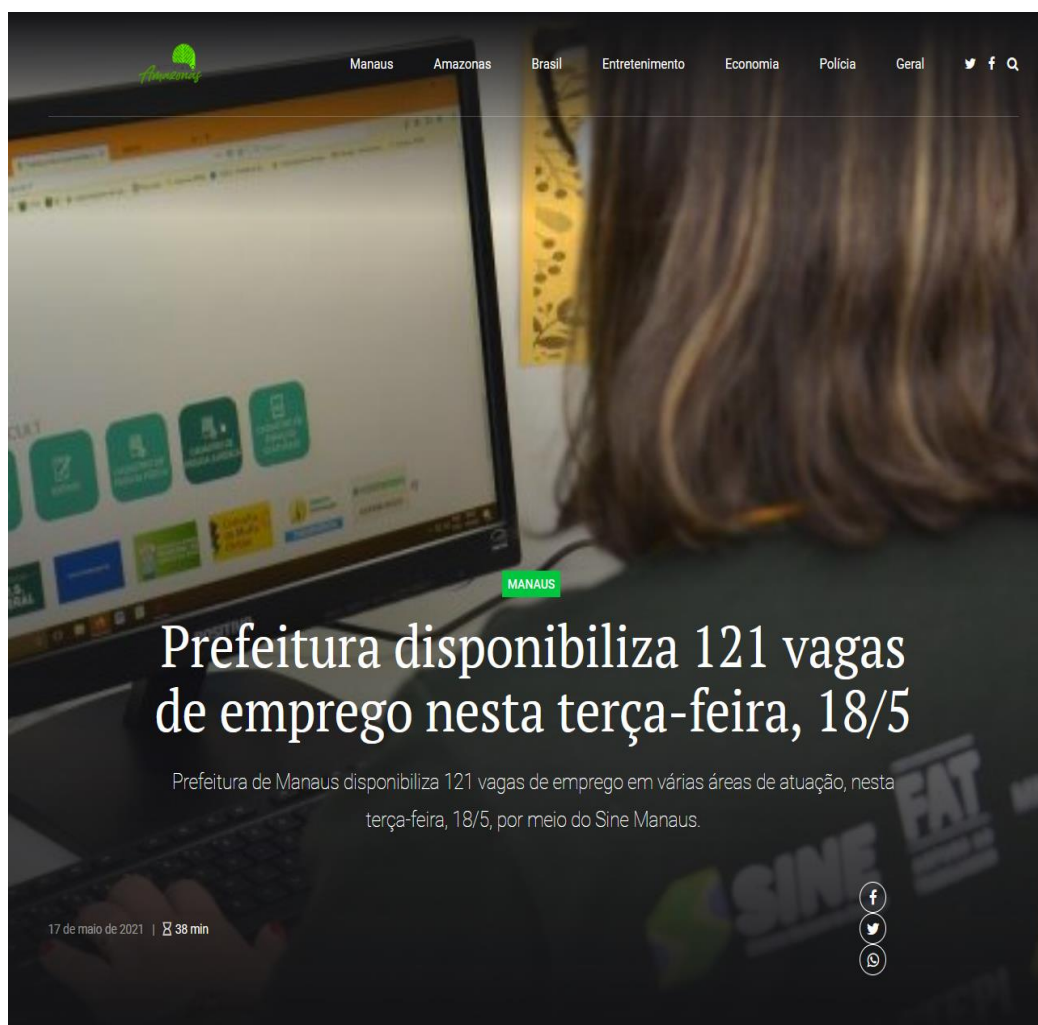 Amazonas
Manaus Amazonas Brasil Entretenimento Economia Polícia Geral
POSITIVO
MANAUS
Prefeitura disponibiliza 121 vagas
de emprego nesta terça-feira, 18/5
Prefeitura de Manaus disponibiliza 121 vagas de emprego em várias áreas de atuação, nesta
terça-feira, 18/5, por meio do Sine Manaus.
FAT
SINE
17 de maio de 2021 | 38 min